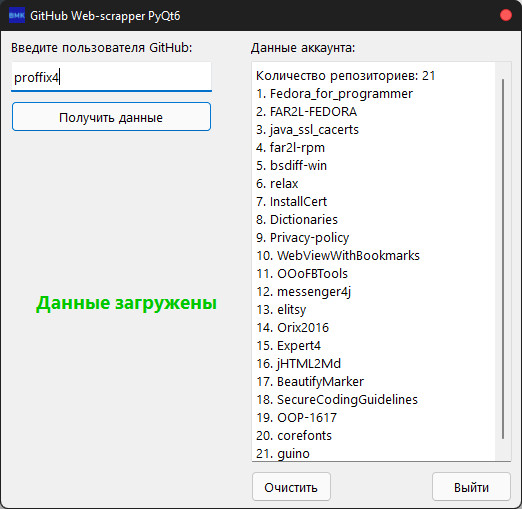 BMK GitHub Web-scrapper PyQt6
Введите пользователя GitHub:
proffix4
Получить данные
Данные загружены
Данные аккаунта:
Количество репозиториев: 21
1. Fedora_for_programmer
2. FAR2L-FEDORA
3. java_ssl_cacerts
4. far2l-rpm
5. bsdiff-win
6. relax
7. InstallCert
8. Dictionaries
9. Privacy-policy
10. WebViewWithBookmarks
11. OOoFBTools
12. messenger4j
13. elitsy
14. Orix2016
15. Expert4
16. jHTML2Md
17. BeautifyMarker
18. SecureCodingGuidelines
19. OOP-1617
20. corefonts
21. guino
Очистить
Выйти